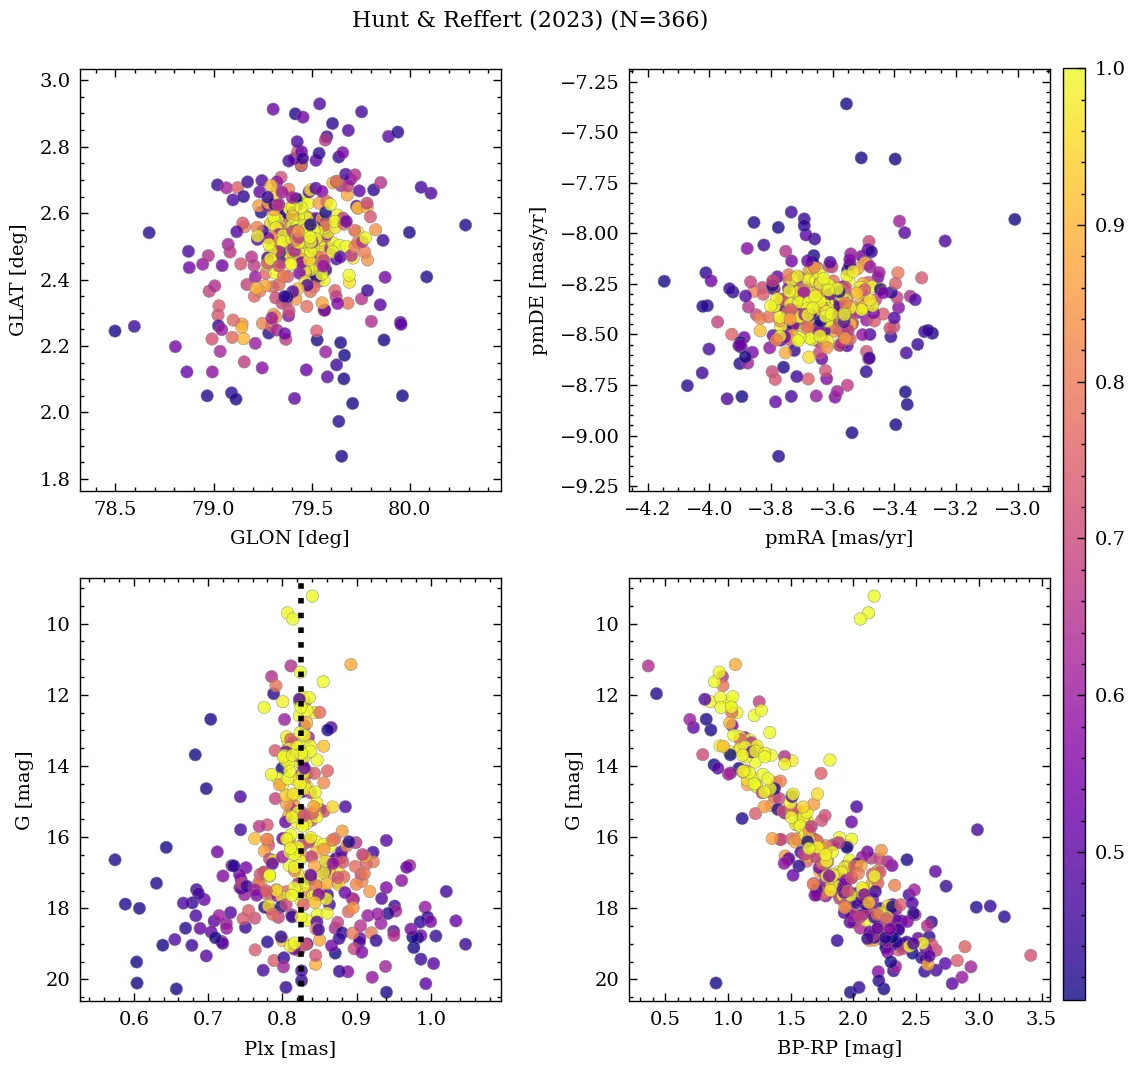 Hunt & Reffert (2023) (N=366)
3.0
2.8
2.6
2.4
2.2
2.0
1.8
GLAT [deg]
78.5 79.0 79.5 80.0
GLON [deg]
−7.25
−7.50
−7.75
−8.00
−8.25
−8.50
−8.75
−9.00
−9.25
pmDE [mas/yr]
−4.2 −4.0 −3.8 −3.6 −3.4 −3.2 −3.0
pmRA [mas/yr]
10
12
14
16
18
20
G [mag]
0.6 0.7 0.8 0.9 1.0
Plx [mas]
10
12
14
16
18
20
G [mag]
0.5 1.0 1.5 2.0 2.5 3.0 3.5
BP-RP [mag]
1.0
0.9
0.8
0.7
0.6
0.5